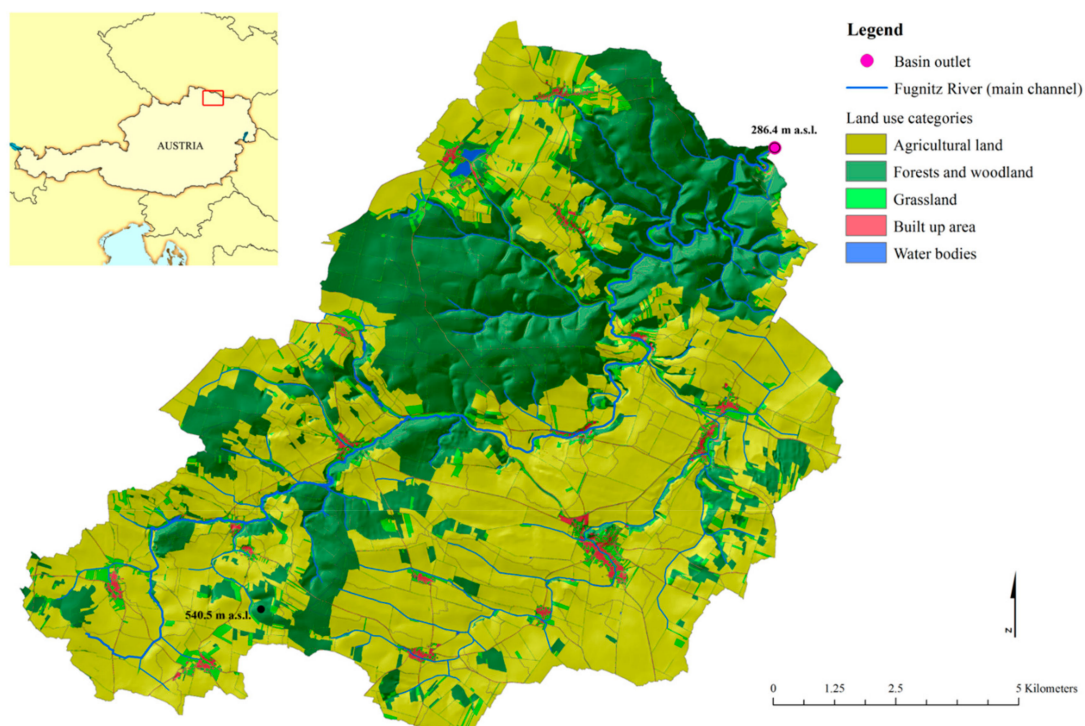 AUSTRIA
286.4 m a.s.l.
540.5 m a.s.l.
Legend
Basin outlet
Fugnitz River (main channel)
Land use categories
Agricultural land
Forests and woodland
Grassland
Built up area
Water bodies
N
0 1.25 2.5 5 Kilometers